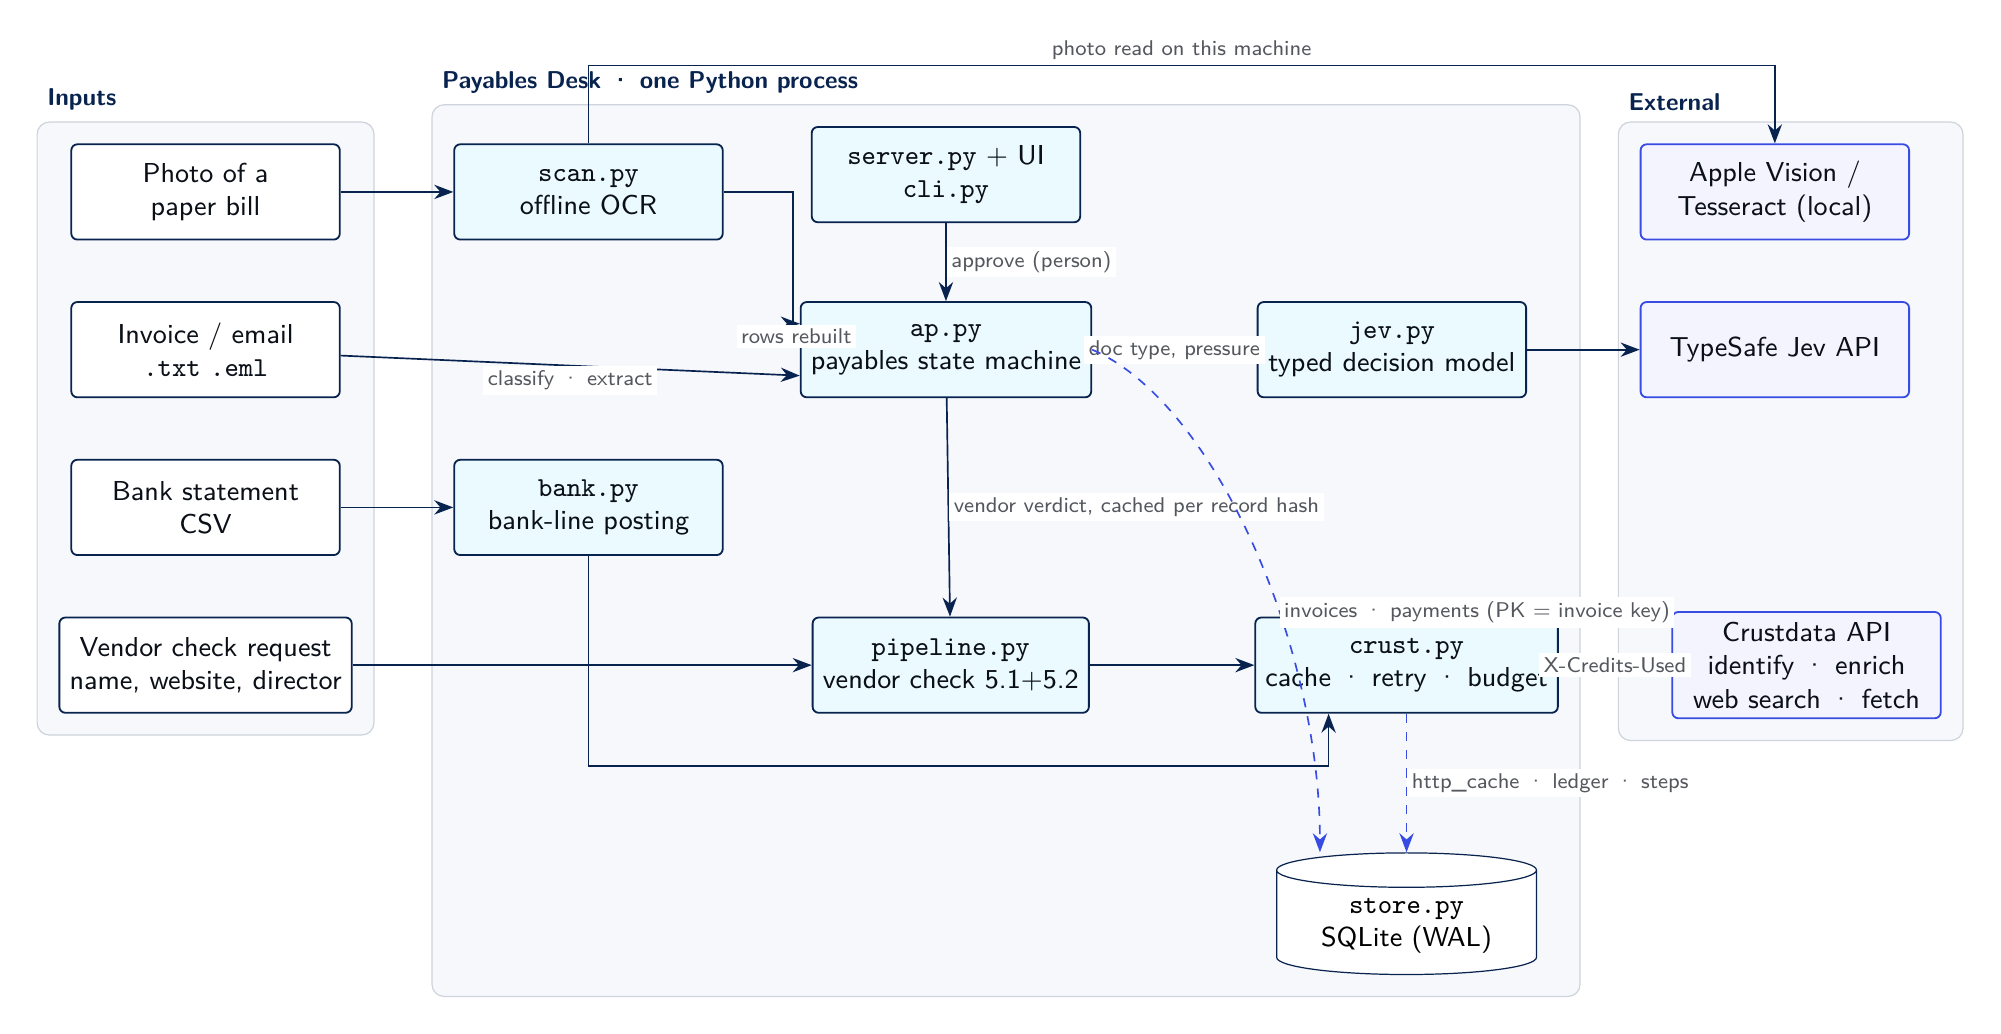 photo read on this machine
Payables Desk · one Python process
Inputs
External
Photo of a
paper bill
scan.py
offline OCR
server.py + UI
cli.py
Apple Vision /
Tesseract (local)
approve (person)
Invoice / email
.txt .eml
classify · extract
rows rebuilt
ap.py
payables state machine
doc type, pressure
jev.py
typed decision model
TypeSafe Jev API
Bank statement
CSV
bank.py
bank-line posting
vendor verdict, cached per record hash
invoices · payments (PK = invoice key)
Vendor check request
name, website, director
pipeline.py
vendor check 5.1+5.2
crust.py
cache · retry · budget
X-Credits-Used
Crustdata API
identify · enrich
web search · fetch
http_cache · ledger · steps
store.py
SQLite (WAL)